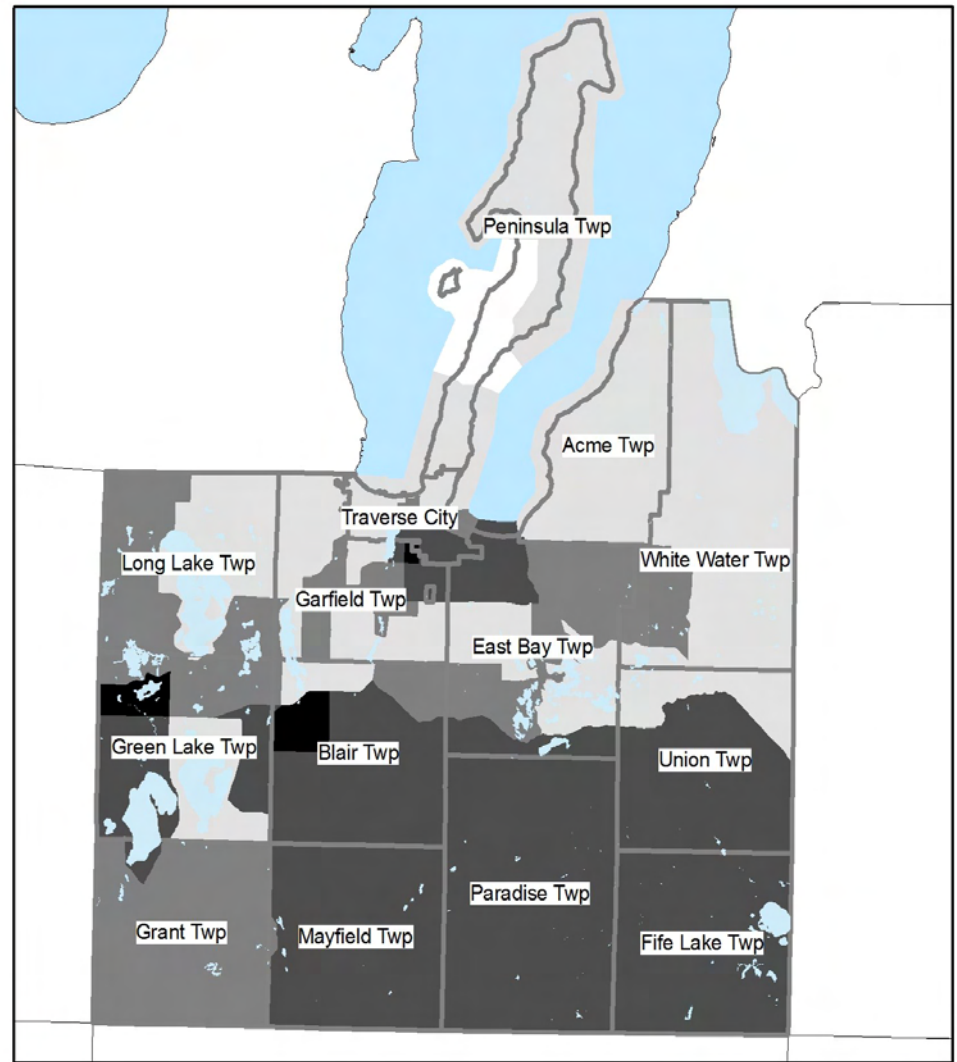 Peninsula Twp
Acme Twp
Traverse City
White Water Twp
Long Lake Twp
Garfield Twp
East Bay Twp
Green Lake Twp
Blair Twp
Union Twp
Paradise Twp
Grant Twp
Mayfield Twp
Fife Lake Twp